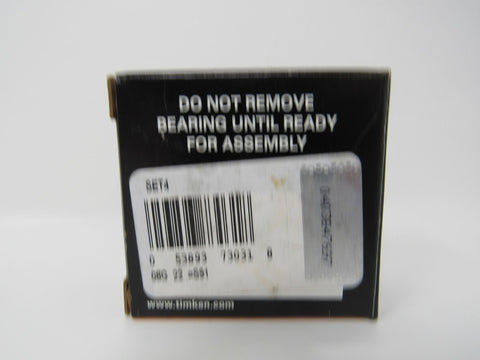 DO NOT REMOVE
BEARING UNTIL READY
FOR ASSEMBLY
SET4
0 53893 73031 8
www.timken.com